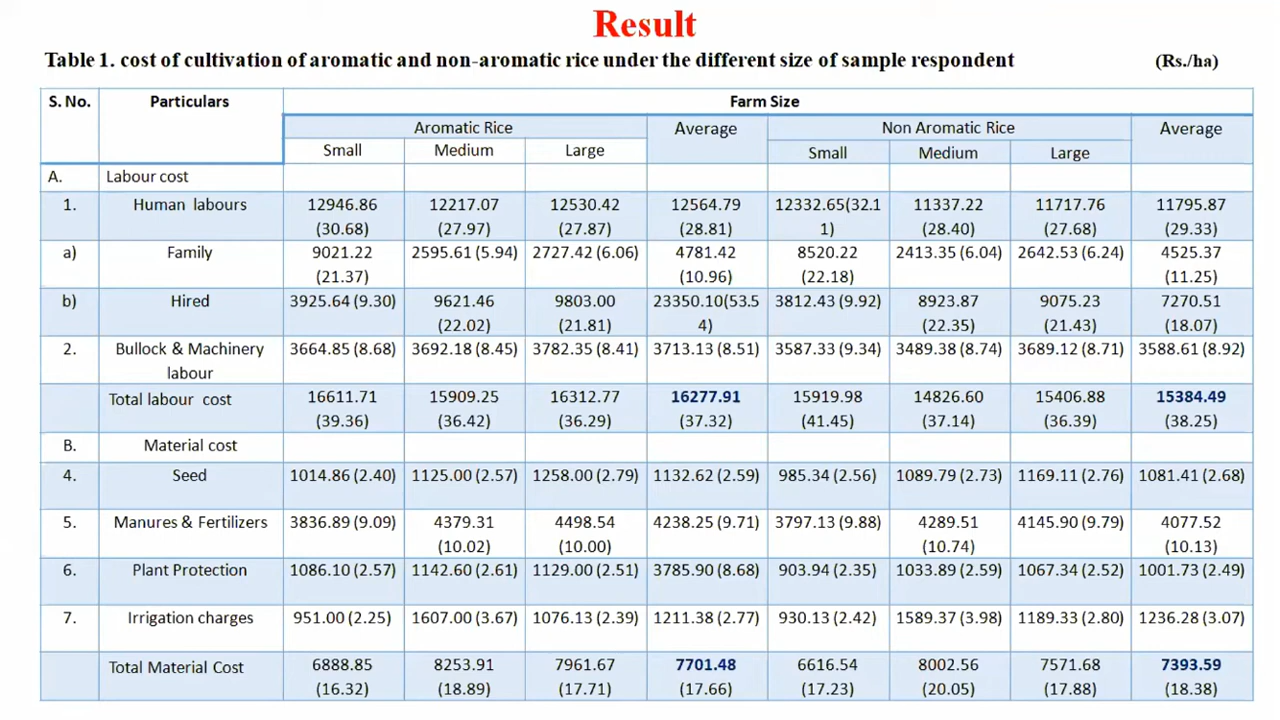 Result
Table 1. cost of cultivation of aromatic and non-aromatic rice under the different size of sample respondent (Rs./ha)
S. No. Particulars Farm Size
Aromatic Rice Average Non Aromatic Rice Average
Small Medium Large Small Medium Large
A. Labour cost
1. Human labours 12946.86 12217.07 12530.42 12564.79 12332.65(32.1 11337.22 11717.76 11795.87
(30.68) (27.97) (27.87) (28.81) 1) (28.40) (27.68) (29.33)
a) Family 9021.22 2595.61 (5.94) 2727.42 (6.06) 4781.42 8520.22 2413.35 (6.04) 2642.53 (6.24) 4525.37
(21.37) (10.96) (22.18) (11.25)
b) Hired 3925.64 (9.30) 9621.46 9803.00 23350.10(53.5 3812.43 (9.92) 8923.87 9075.23 7270.51
(22.02) (21.81) 4) (22.35) (21.43) (18.07)
2. Bullock & Machinery 3664.85 (8.68) 3692.18 (8.45) 3782.35 (8.41) 3713.13 (8.51) 3587.33 (9.34) 3489.38 (8.74) 3689.12 (8.71) 3588.61 (8.92)
labour
Total labour cost 16611.71 15909.25 16312.77 16277.91 15919.98 14826.60 15406.88 15384.49
(39.36) (36.42) (36.29) (37.32) (41.45) (37.14) (36.39) (38.25)
B. Material cost
4. Seed 1014.86 (2.40) 1125.00 (2.57) 1258.00 (2.79) 1132.62 (2.59) 985.34 (2.56) 1089.79 (2.73) 1169.11 (2.76) 1081.41 (2.68)
5. Manures & Fertilizers 3836.89 (9.09) 4379.31 4498.54 4238.25 (9.71) 3797.13 (9.88) 4289.51 4145.90 (9.79) 4077.52
(10.02) (10.00) (10.74) (10.13)
6. Plant Protection 1086.10 (2.57) 1142.60 (2.61) 1129.00 (2.51) 3785.90 (8.68) 903.94 (2.35) 1033.89 (2.59) 1067.34 (2.52) 1001.73 (2.49)
7. Irrigation charges 951.00 (2.25) 1607.00 (3.67) 1076.13 (2.39) 1211.38 (2.77) 930.13 (2.42) 1589.37 (3.98) 1189.33 (2.80) 1236.28 (3.07)
Total Material Cost 6888.85 8253.91 7961.67 7701.48 6616.54 8002.56 7571.68 7393.59
(16.32) (18.89) (17.71) (17.66) (17.23) (20.05) (17.88) (18.38)